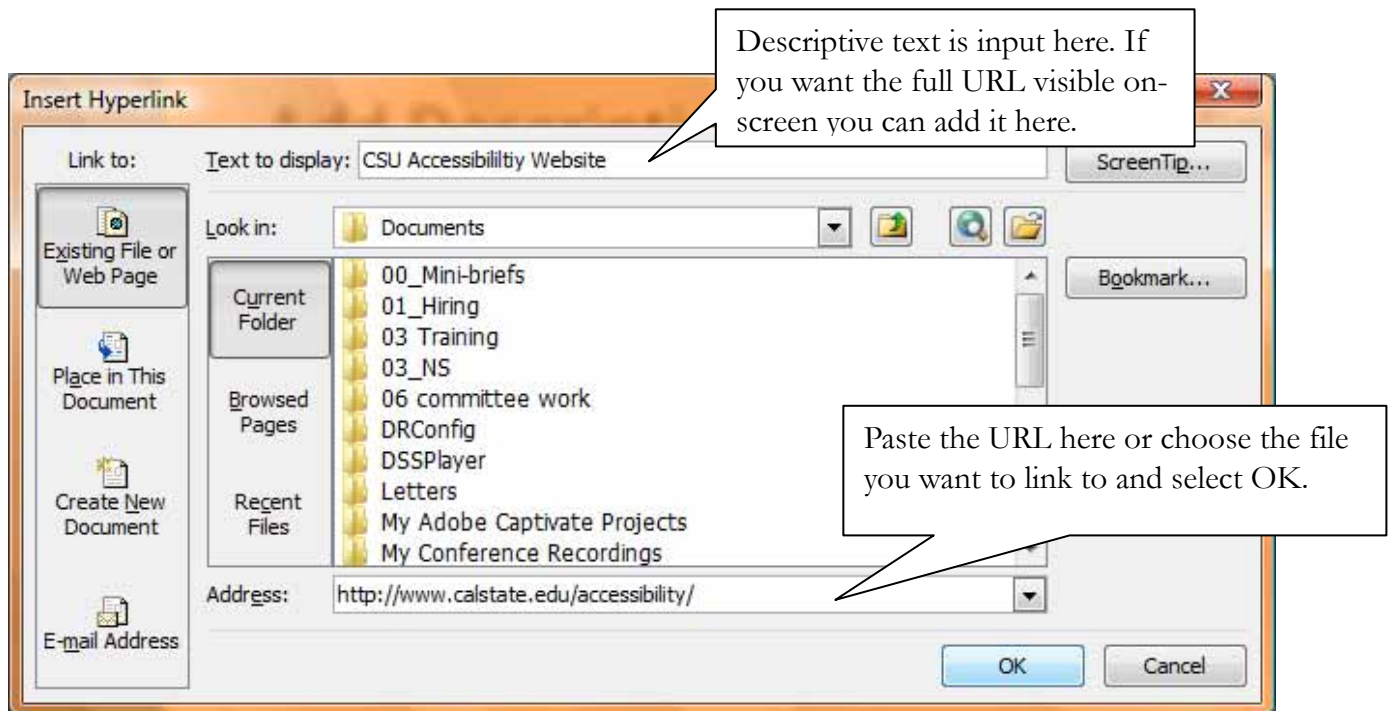 Descriptive text is input here. If
you want the full URL visible on-
screen you can add it here.
Insert Hyperlink
Link to:
Text to display: CSU Accessibililtiy Website
ScreenTip...
Existing File or
Web Page
Look in: Documents
Bookmark...
Current
Folder
00_Mini-briefs
01_Hiring
03 Training
03_NS
06 committee work
DRConfig
DSSPlayer
Letters
My Adobe Captivate Projects
My Conference Recordings
Place in This
Document
Browsed
Pages
Create New
Document
Recent
Files
Paste the URL here or choose the file
you want to link to and select OK.
E-mail Address
Address: http://www.calstate.edu/accessibility/
OK Cancel